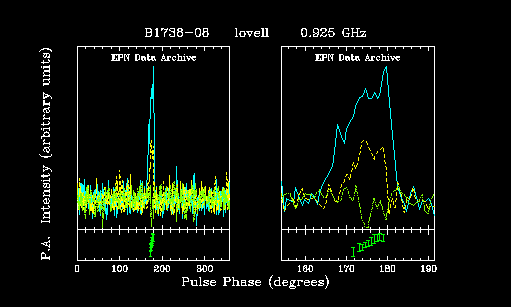 B1738-08 lovell 0.925 GHz
EPN Data Archive EPN Data Archive
P.A. Intensity (arbitrary units)
0 100 200 300 160 170 180 190
Pulse Phase (degrees)